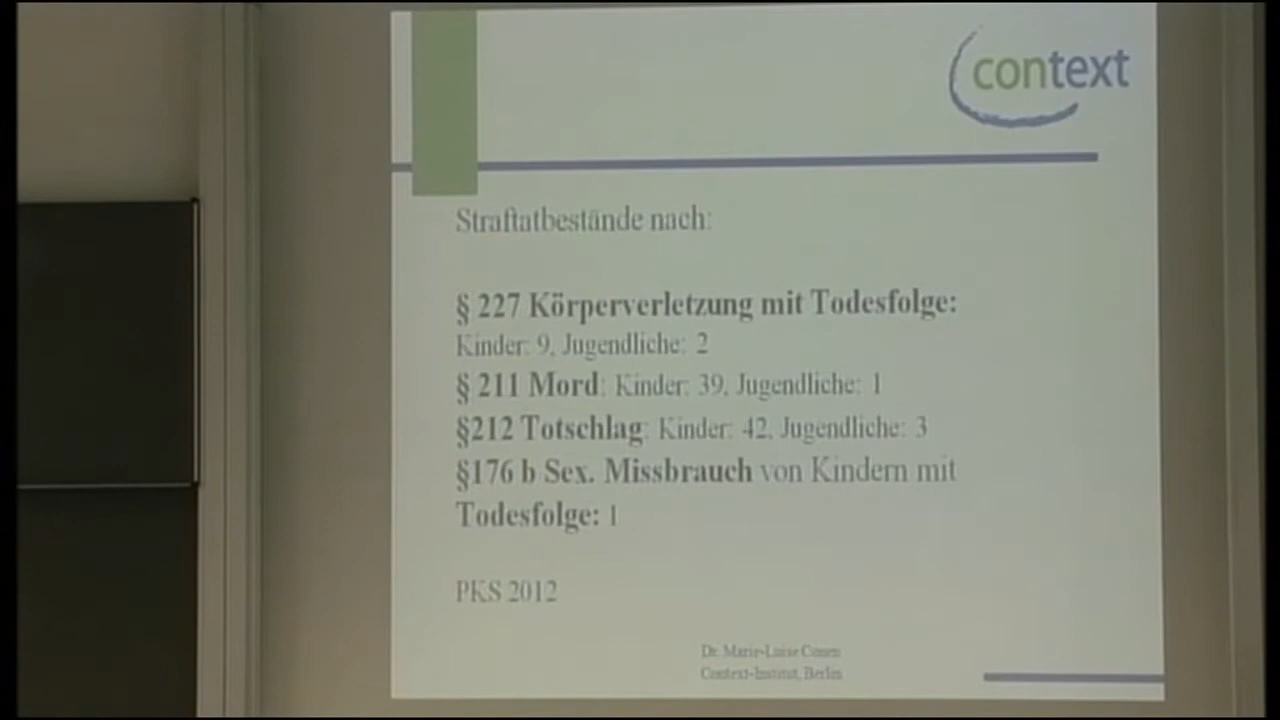 context
Straftatbestände nach:
§ 227 Körperverletzung mit Todesfolge:
Kinder: 9, Jugendliche: 2
§ 211 Mord: Kinder: 39, Jugendliche: 1
§212 Totschlag: Kinder: 42, Jugendliche: 3
§176 b Sex. Missbrauch von Kindern mit
Todesfolge: 1
PKS 2012
Dr. Marie-Luise Conen
Context-Institut, Berlin